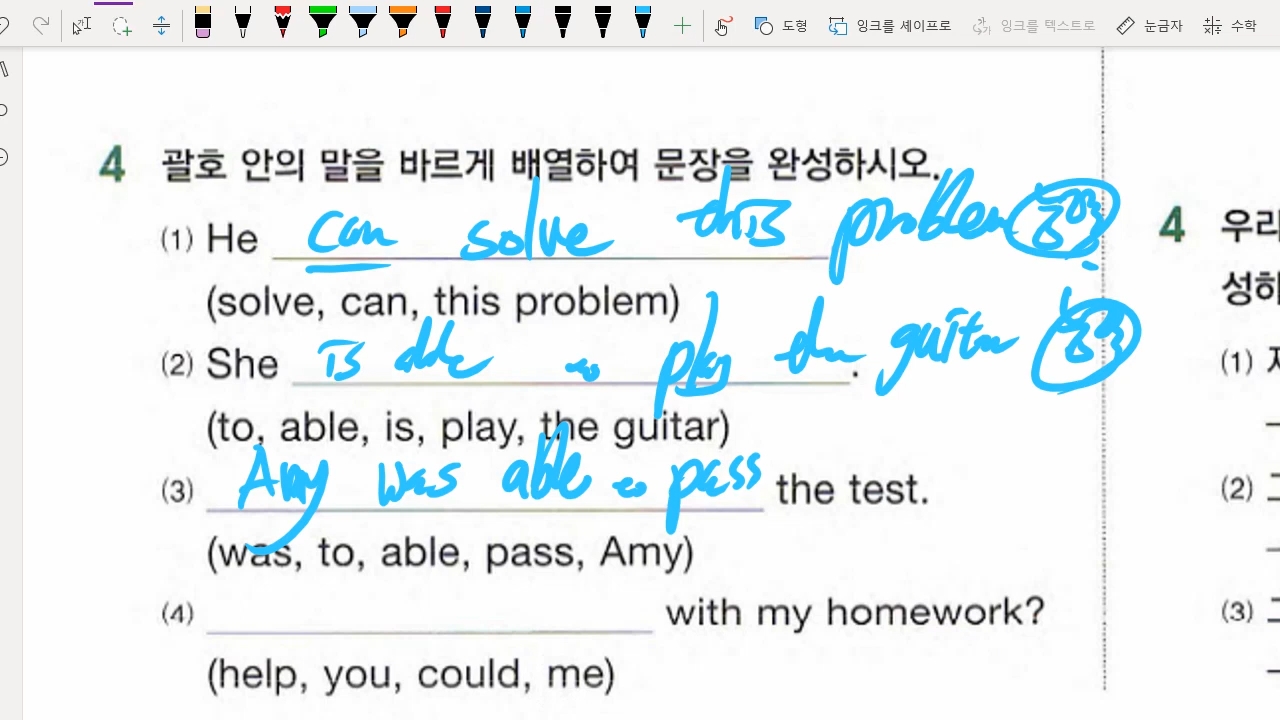 도형 잉크를 셰이프로 잉크를 텍스트로 눈금자 수학
4 괄호 안의 말을 바르게 배열하여 문장을 완성하시오.
(1) He can solve this problem
(solve, can, this problem)
(2) She is able to play the guitar.
(to, able, is, play, the guitar)
(3) Amy was able to pass the test.
(was, to, able, pass, Amy)
(4) with my homework?
(help, you, could, me)
4 우리
성하
(1)
(2) 그
(3) 그